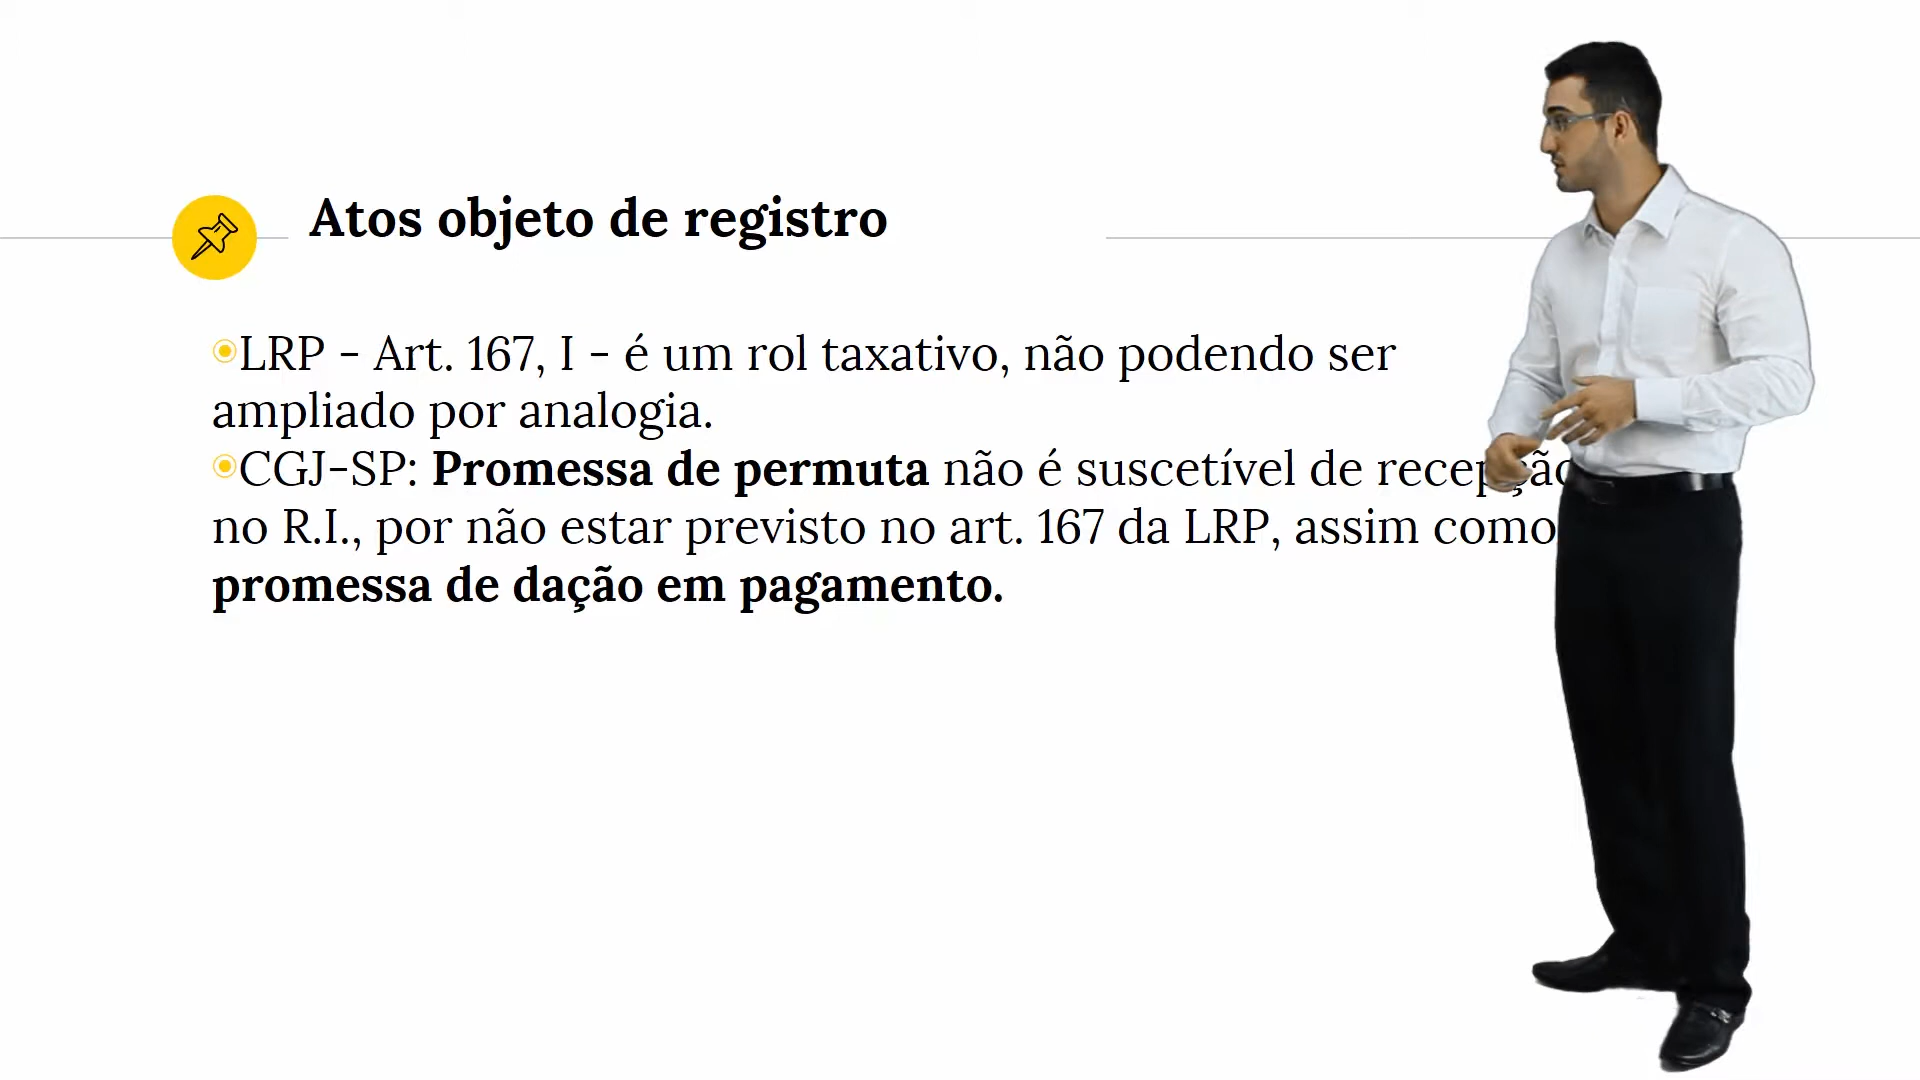 Atos objeto de registro
LRP - Art. 167, I - é um rol taxativo, não podendo ser
ampliado por analogia.
CGJ-SP: Promessa de permuta não é suscetível de recepção
no R.I., por não estar previsto no art. 167 da LRP, assim como
promessa de dação em pagamento.